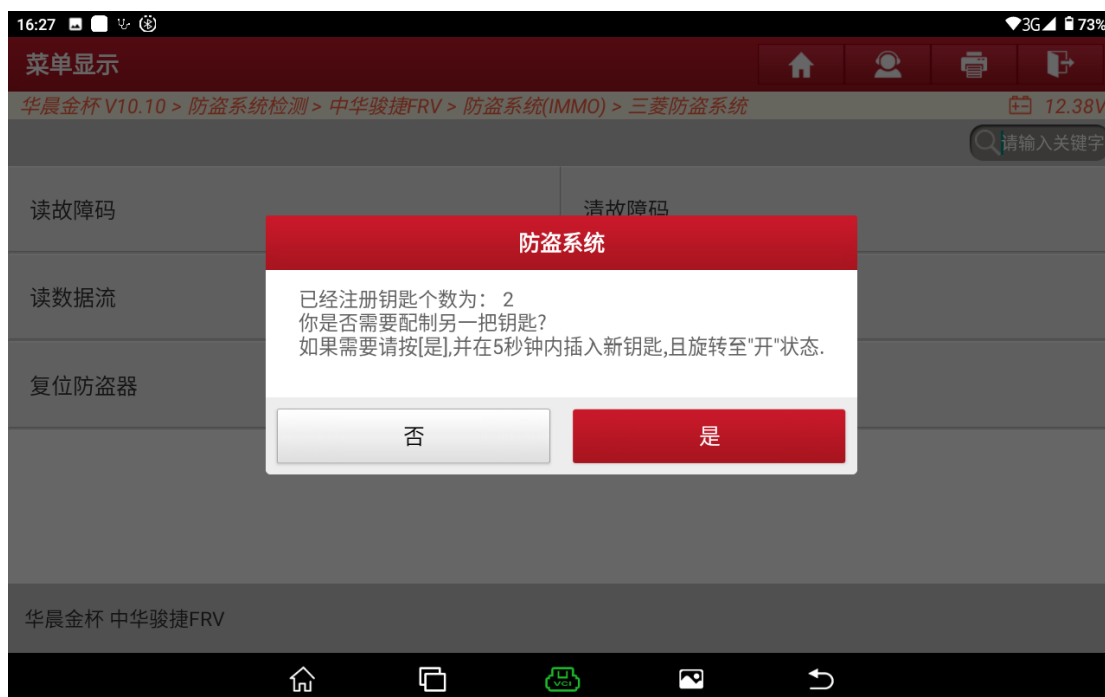 16:27
3G 73%
菜单显示
华晨金杯 V10.10 > 防盗系统检测 > 中华骏捷FRV > 防盗系统(IMMO) > 三菱防盗系统
12.38V
请输入关键字
读故障码
清故障码
防盗系统
已经注册钥匙个数为： 2
你是否需要配制另一把钥匙?
如果需要请按[是],并在5秒钟内插入新钥匙,且旋转至"开"状态.
读数据流
复位防盗器
否
是
华晨金杯 中华骏捷FRV
VCI